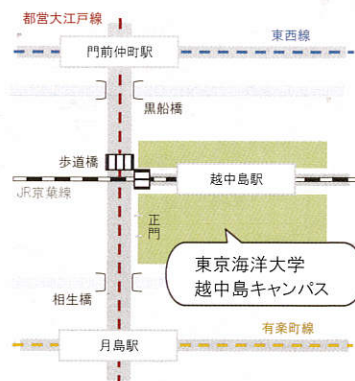 都営大江戸線
東西線
門前仲町駅
黒船橋
歩道橋
越中島駅
JR京葉線
正門
東京海洋大学
越中島キャンパス
相生橋
有楽町線
月島駅